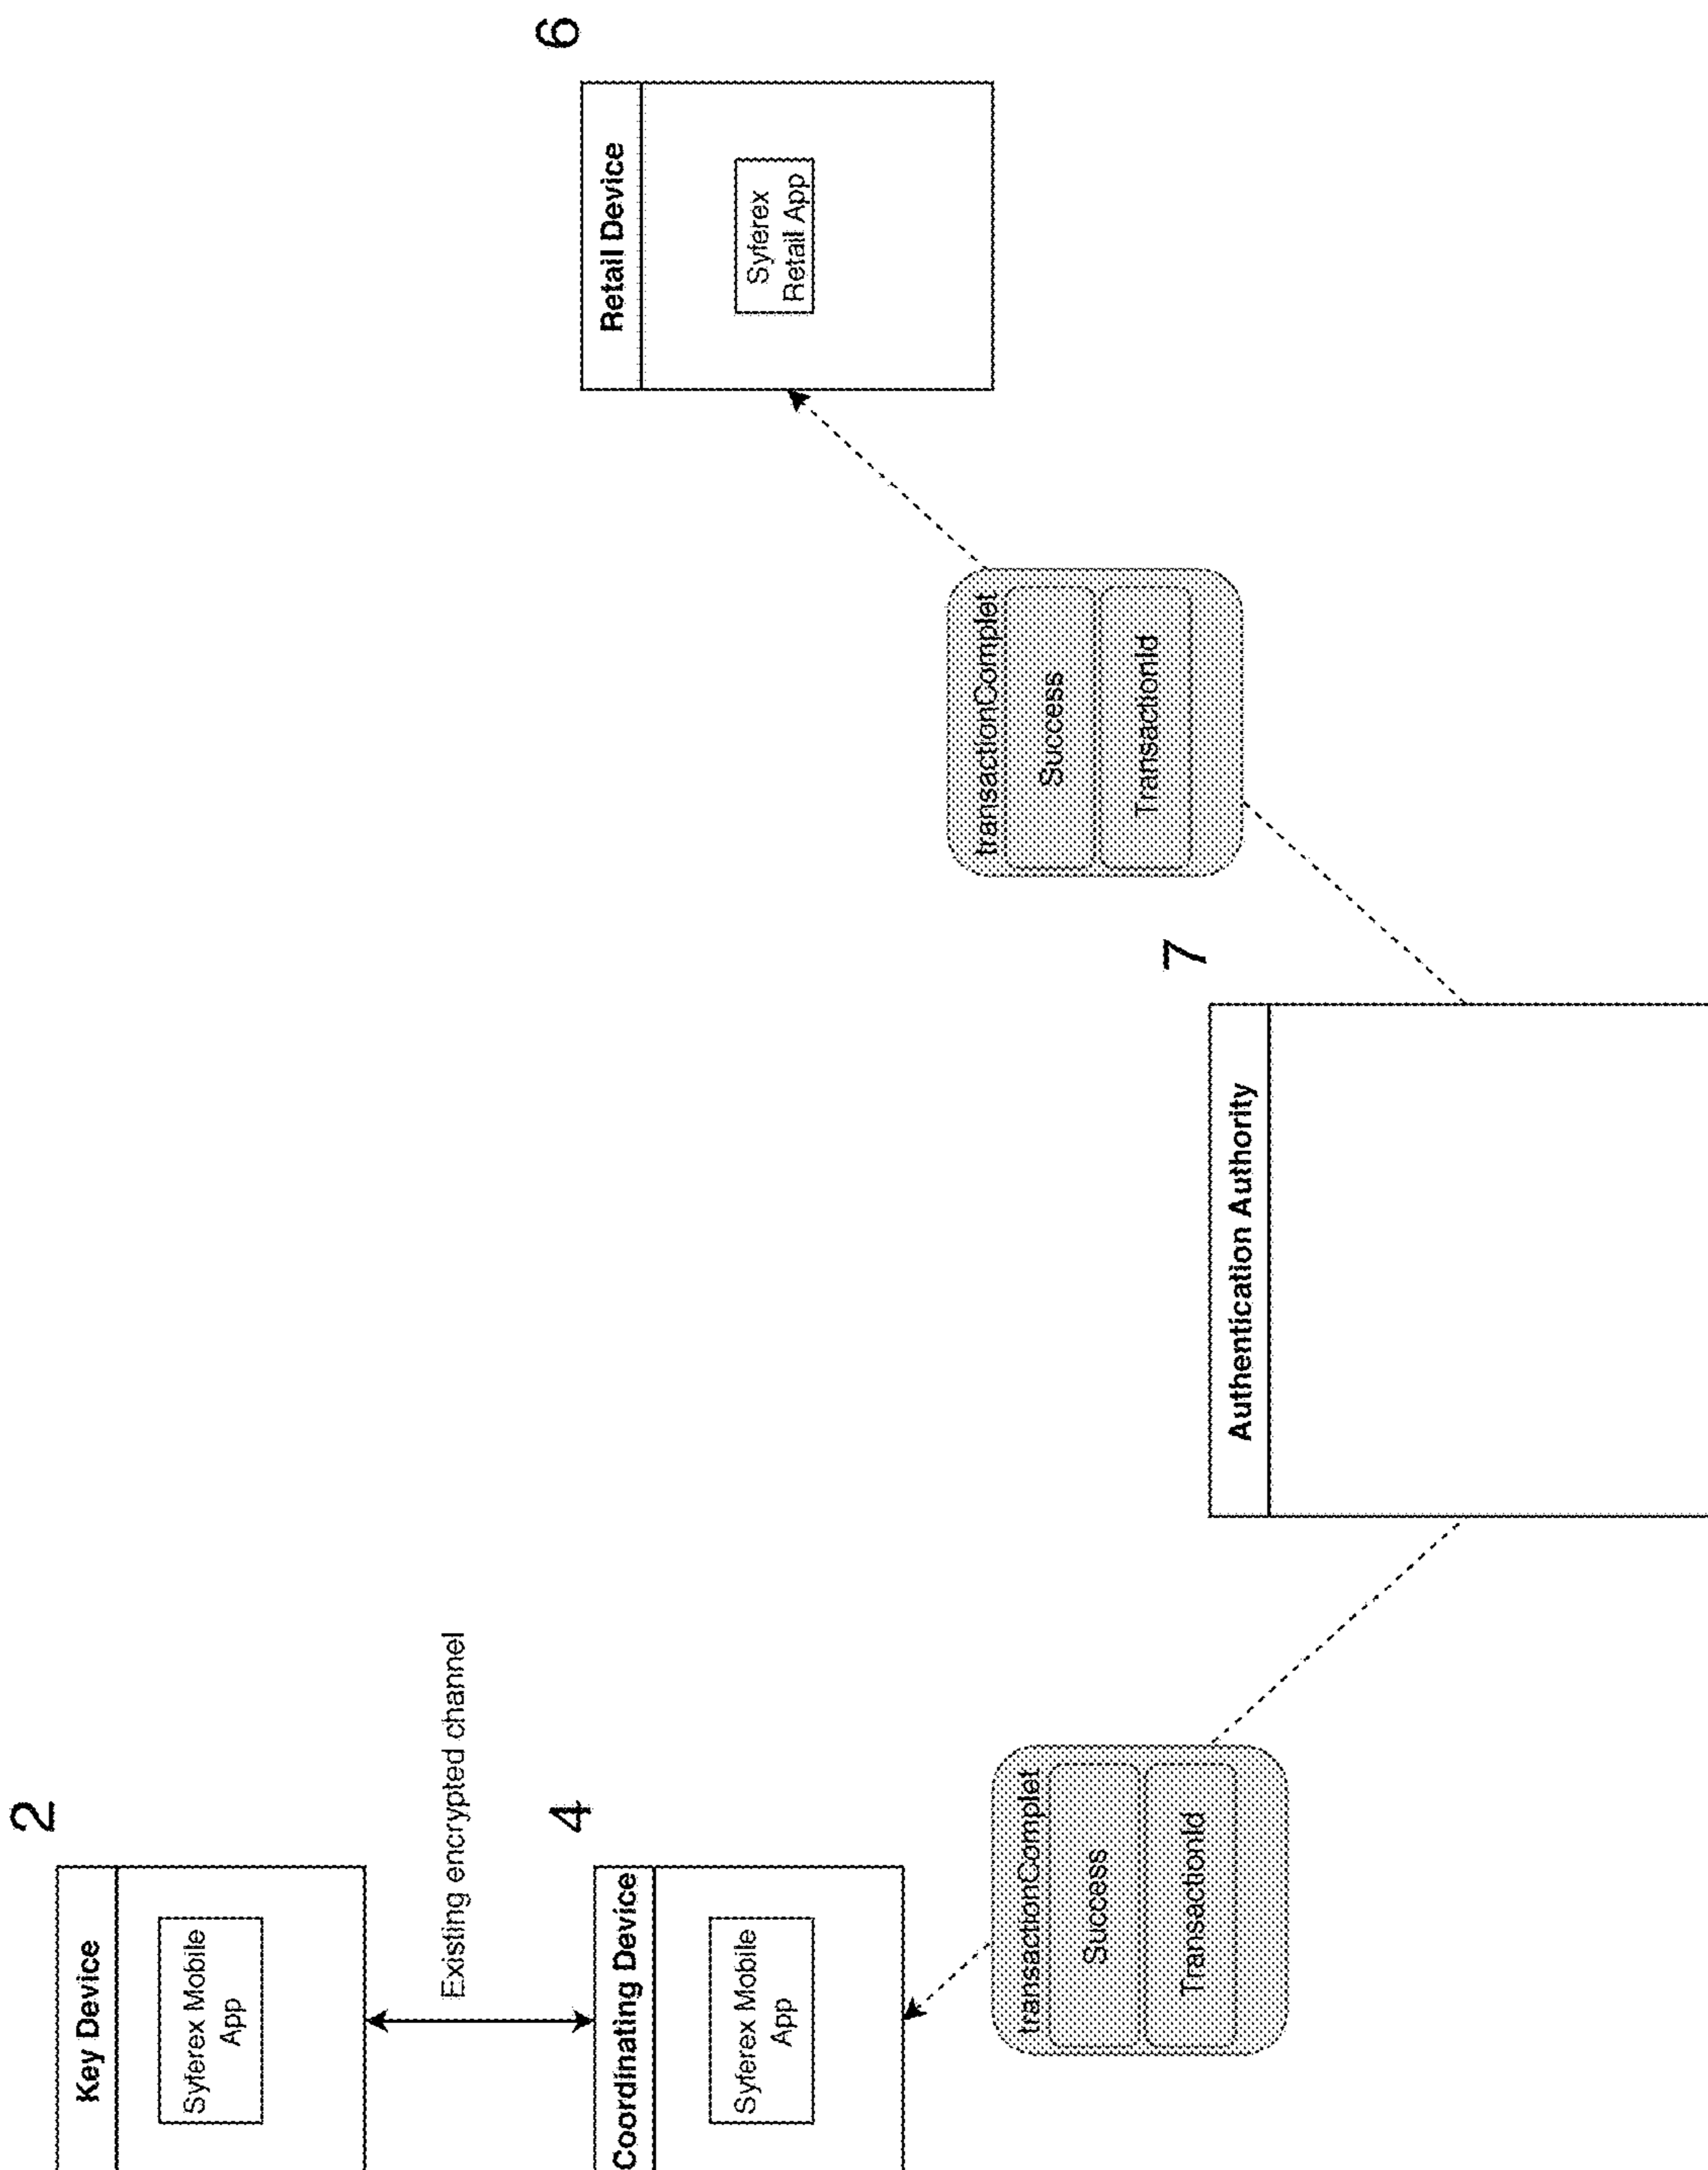 2
Key Device
Syferex Mobile
App
Existing encrypted channel
4
Coordinating Device
Syferex Mobile
App
transactionComplet
Success
TransactionId
7
Authentication Authority
transactionComplet
Success
TransactionId
6
Retail Device
Syferex
Retail App